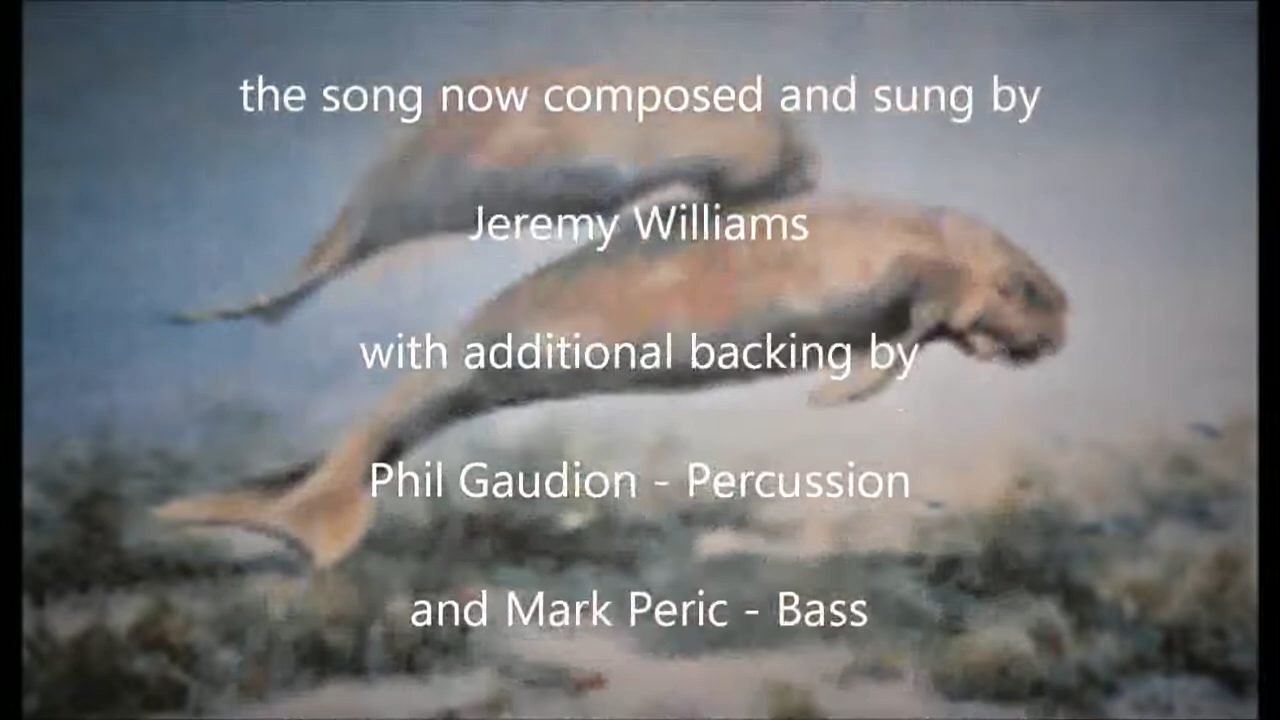 the song now composed and sung by
Jeremy Williams
with additional backing by
Phil Gaudion - Percussion
and Mark Peric - Bass